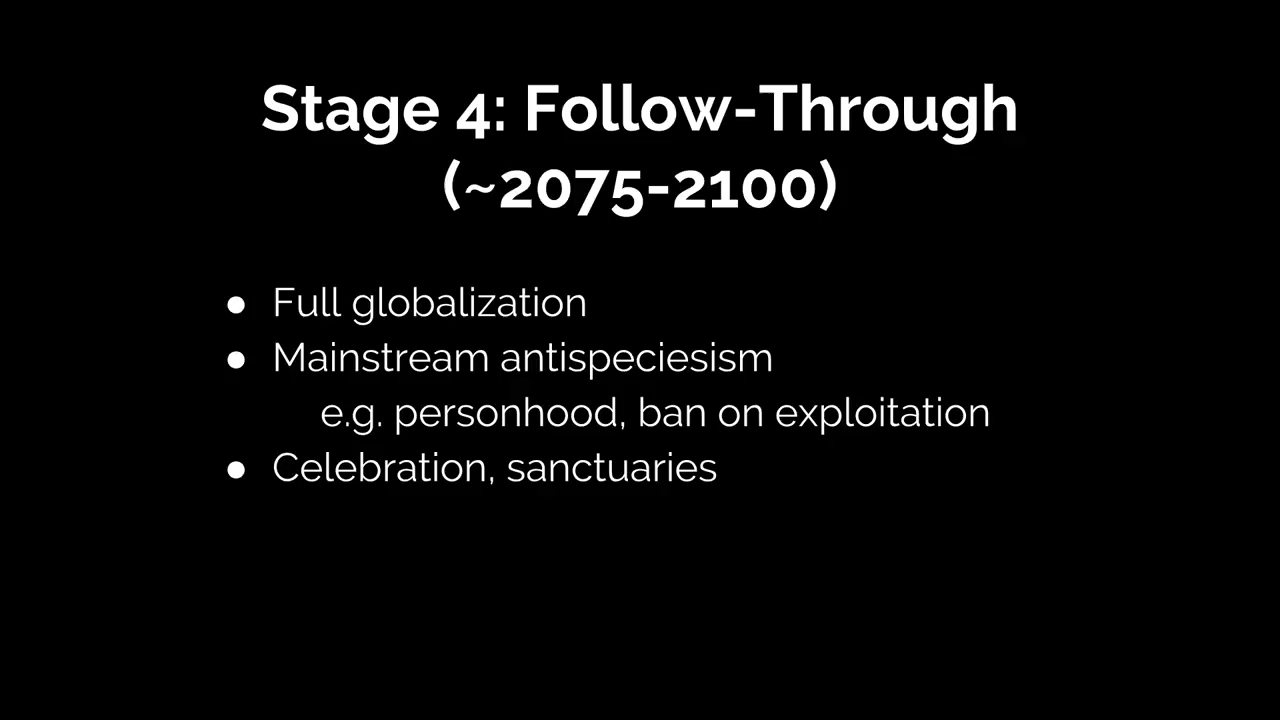 Stage 4: Follow-Through
(~2075-2100)
● Full globalization
● Mainstream antispeciesism
e.g. personhood, ban on exploitation
● Celebration, sanctuaries